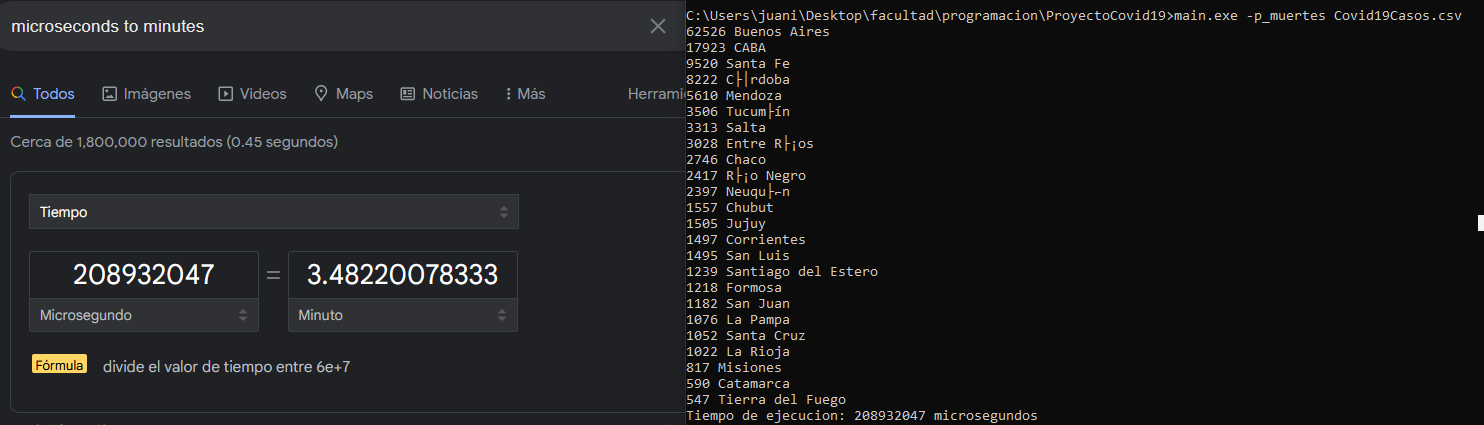 microseconds to minutes
Todos Imágenes Videos Maps Noticias Más Herramie
Cerca de 1,800,000 resultados (0.45 segundos)
Tiempo
208932047 = 3.48220078333
Microsegundo Minuto
Fórmula divide el valor de tiempo entre 6e+7
C:\Users\juani\Desktop\facultad\programacion\ProyectoCovid19>main.exe -p_muertes Covid19Casos.csv
62526 Buenos Aires
17923 CABA
9520 Santa Fe
8222 C├│rdoba
5610 Mendoza
3506 Tucum├ín
3313 Salta
3028 Entre R├¡os
2746 Chaco
2417 R├¡o Negro
2397 Neuqu├⌐n
1557 Chubut
1505 Jujuy
1497 Corrientes
1495 San Luis
1239 Santiago del Estero
1218 Formosa
1182 San Juan
1076 La Pampa
1052 Santa Cruz
1022 La Rioja
817 Misiones
590 Catamarca
547 Tierra del Fuego
Tiempo de ejecucion: 208932047 microsegundos